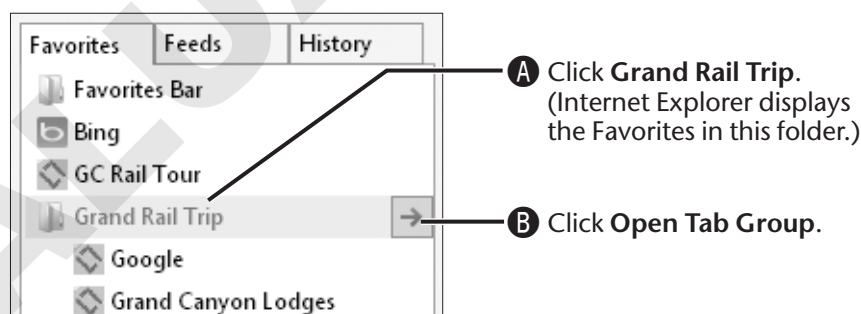 Favorites Feeds History
Favorites Bar
Bing
GC Rail Tour
Grand Rail Trip
Google
Grand Canyon Lodges
A Click Grand Rail Trip.
(Internet Explorer displays
the Favorites in this folder.)
B Click Open Tab Group.